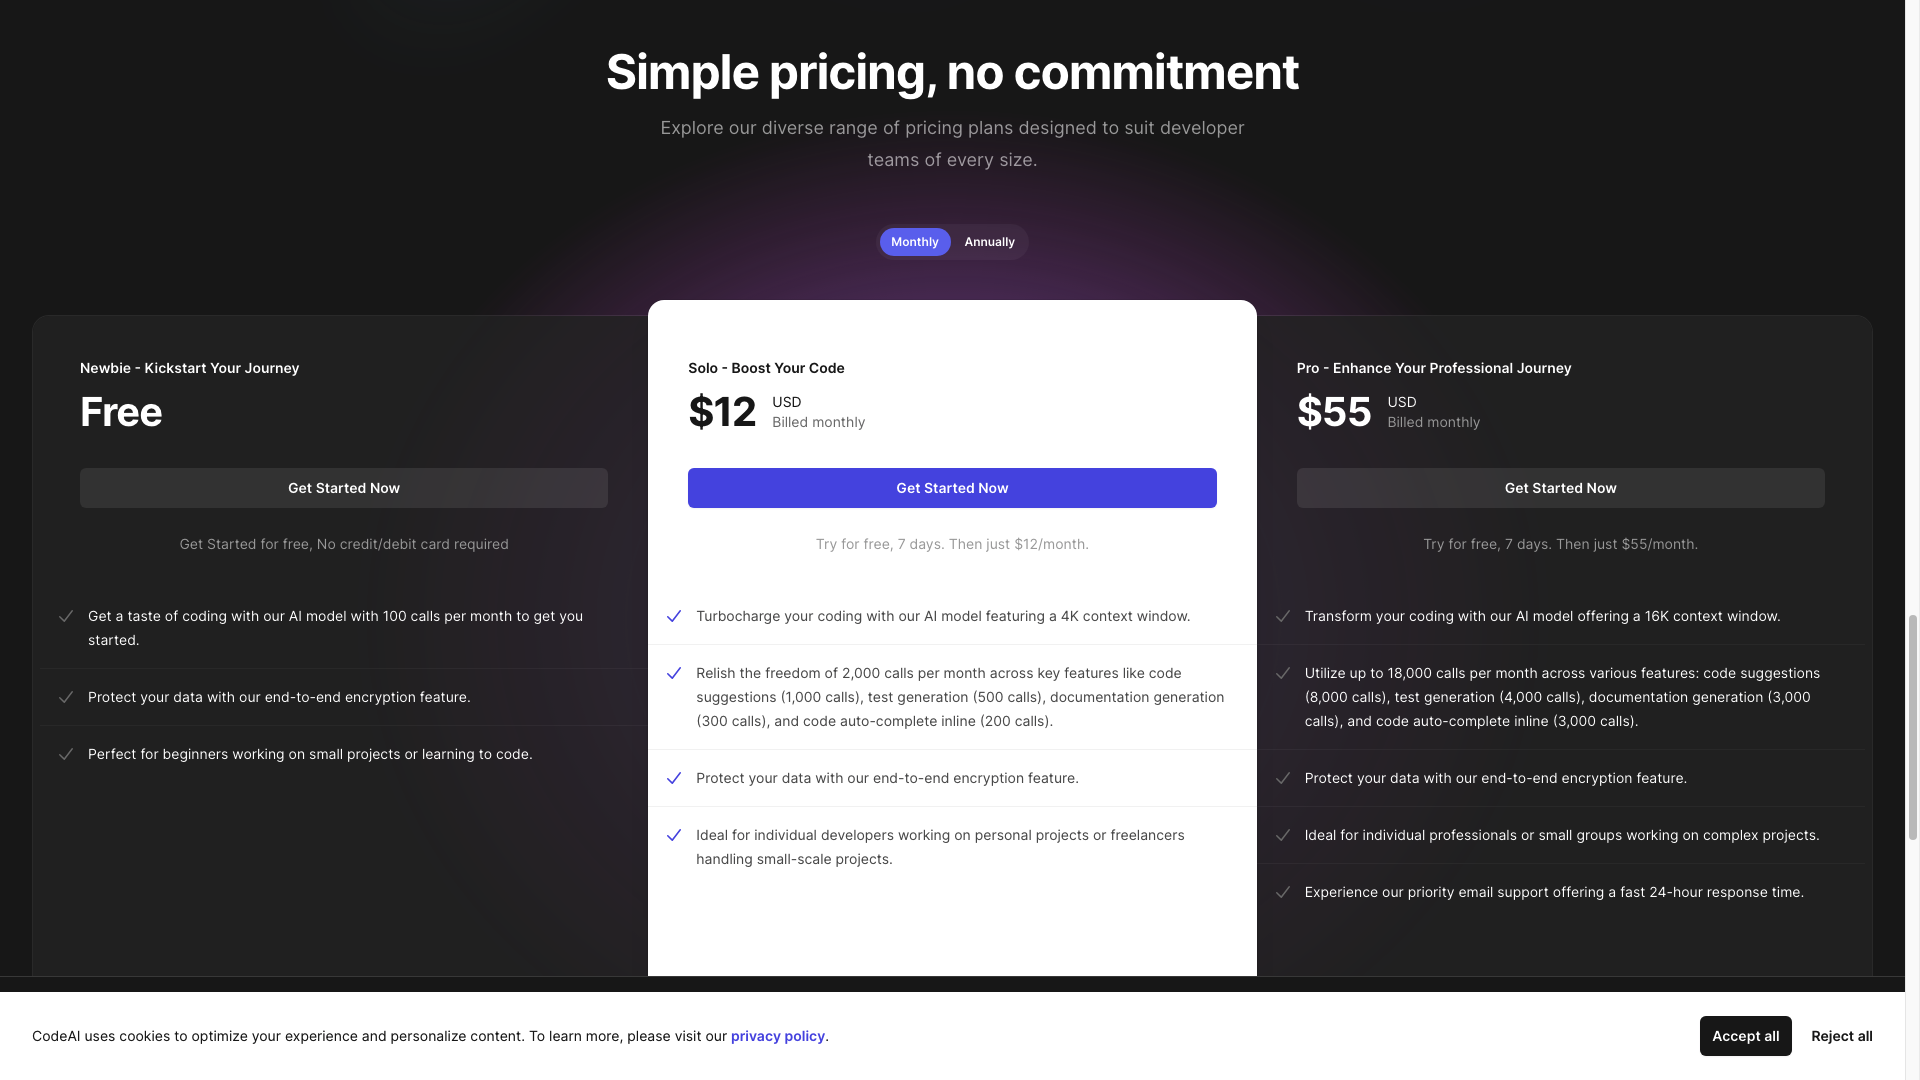 Simple pricing, no commitment
Explore our diverse range of pricing plans designed to suit developer
teams of every size.
Monthly Annually
Newbie - Kickstart Your Journey
Free
Get Started Now
Get Started for free, No credit/debit card required
Get a taste of coding with our AI model with 100 calls per month to get you
started.
Protect your data with our end-to-end encryption feature.
Perfect for beginners working on small projects or learning to code.
Solo - Boost Your Code
$12 USD
Billed monthly
Get Started Now
Try for free, 7 days. Then just $12/month.
Turbocharge your coding with our AI model featuring a 4K context window.
Relish the freedom of 2,000 calls per month across key features like code
suggestions (1,000 calls), test generation (500 calls), documentation generation
(300 calls), and code auto-complete inline (200 calls).
Protect your data with our end-to-end encryption feature.
Ideal for individual developers working on personal projects or freelancers
handling small-scale projects.
Pro - Enhance Your Professional Journey
$55 USD
Billed monthly
Get Started Now
Try for free, 7 days. Then just $55/month.
Transform your coding with our AI model offering a 16K context window.
Utilize up to 18,000 calls per month across various features: code suggestions
(8,000 calls), test generation (4,000 calls), documentation generation (3,000
calls), and code auto-complete inline (3,000 calls).
Protect your data with our end-to-end encryption feature.
Ideal for individual professionals or small groups working on complex projects.
Experience our priority email support offering a fast 24-hour response time.
CodeAI uses cookies to optimize your experience and personalize content. To learn more, please visit our privacy policy.
Accept all Reject all